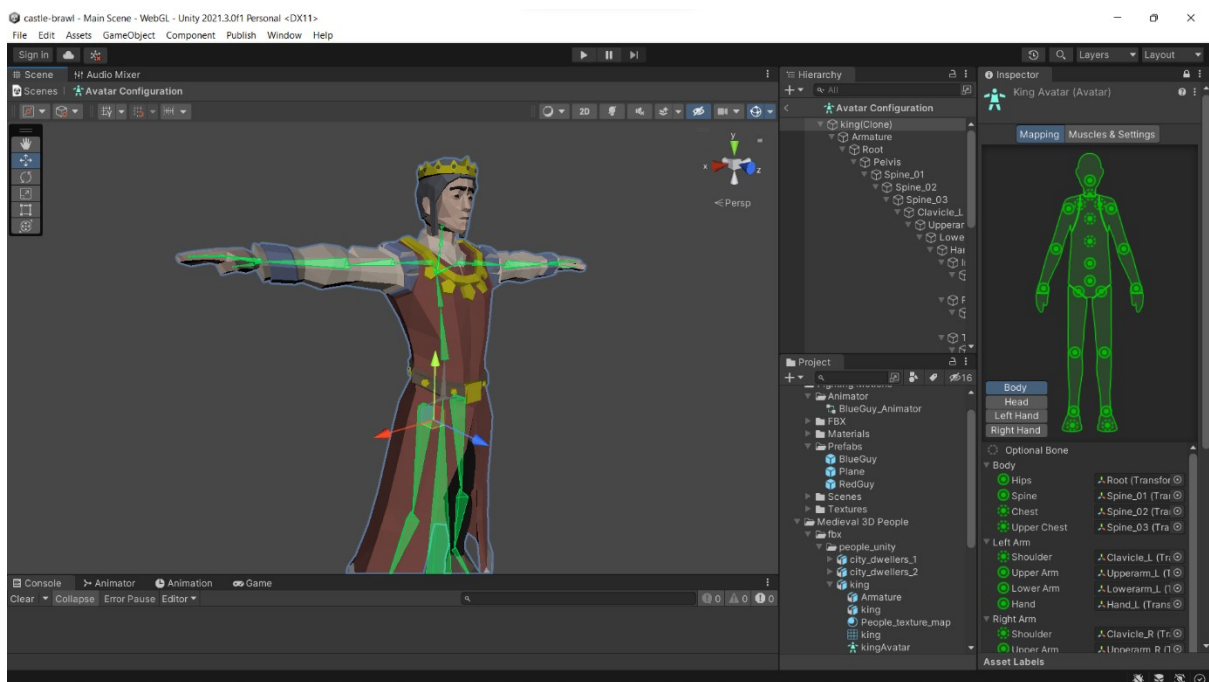 castle-brawl - Main Scene - WebGL - Unity 2021.3.0f1 Personal <DX11>
File Edit Assets GameObject Component Publish Window Help
Sign in
Layers
Layout
Scene
Audio Mixer
Scenes
Avatar Configuration
2D
y
x
z
Persp
Console
Animator
Animation
Game
Clear
Collapse
Error Pause
Editor
0
0
0
Hierarchy
All
Avatar Configuration
king(Clone)
Armature
Root
Pelvis
Spine_01
Spine_02
Spine_03
Clavicle_L
Upperar
Lowe
Har
Project
16
Animator
BlueGuy_Animator
FBX
Materials
Prefabs
BlueGuy
Plane
RedGuy
Scenes
Textures
Medieval 3D People
fbx
people_unity
city_dwellers_1
city_dwellers_2
king
Armature
king
People_texture_map
king
kingAvatar
Inspector
King Avatar (Avatar)
Mapping
Muscles & Settings
Body
Head
Left Hand
Right Hand
Optional Bone
Body
Hips Root (Transfor
Spine Spine_01 (Trai
Chest Spine_02 (Tra
Upper Chest Spine_03 (Tra
Left Arm
Shoulder Clavicle_L (Tra
Upper Arm Upperarm_L (T
Lower Arm Lowerarm_L (T
Hand Hand_L (Trans
Right Arm
Shoulder Clavicle_R (Tr
Upper Arm Upperarm_R (T
Asset Labels